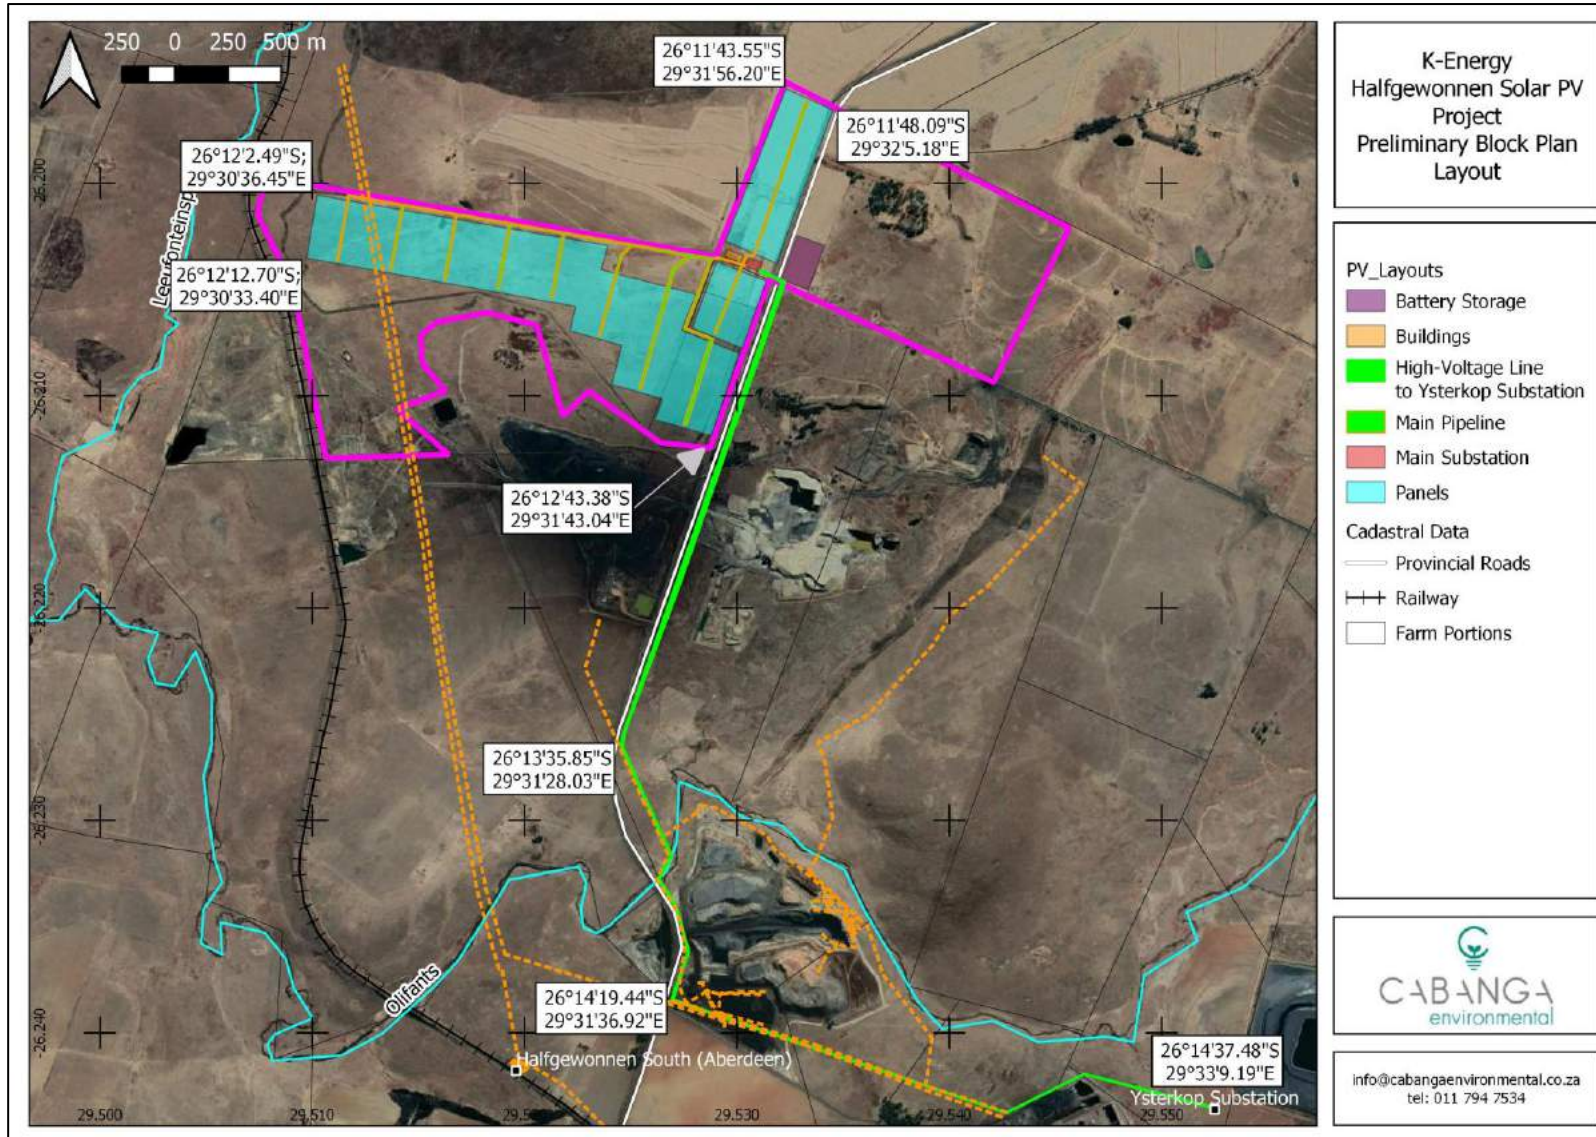 250 0 250 500 m
26°11'43.55"S
29°31'56.20"E
26°11'48.09"S
29°32'5.18"E
26°12'2.49"S;
29°30'36.45"E
26°12'12.70"S;
29°30'33.40"E
26°12'43.38"S
29°31'43.04"E
26°13'35.85"S
29°31'28.03"E
26°14'19.44"S
29°31'36.92"E
26°14'37.48"S
29°33'9.19"E
Olifants
Halfgewonnen South (Aberdeen)
Ysterkop Substation
-26.200
-26.210
-26.220
-26.230
-26.240
29.500
29.510
29.530
29.540
29.550
K-Energy
Halfgewonnen Solar PV
Project
Preliminary Block Plan
Layout
PV_Layouts
Battery Storage
Buildings
High-Voltage Line
to Ysterkop Substation
Main Pipeline
Main Substation
Panels
Cadastral Data
Provincial Roads
Railway
Farm Portions
CABANGA
environmental
info@cabangaenvironmental.co.za
tel: 011 794 7534